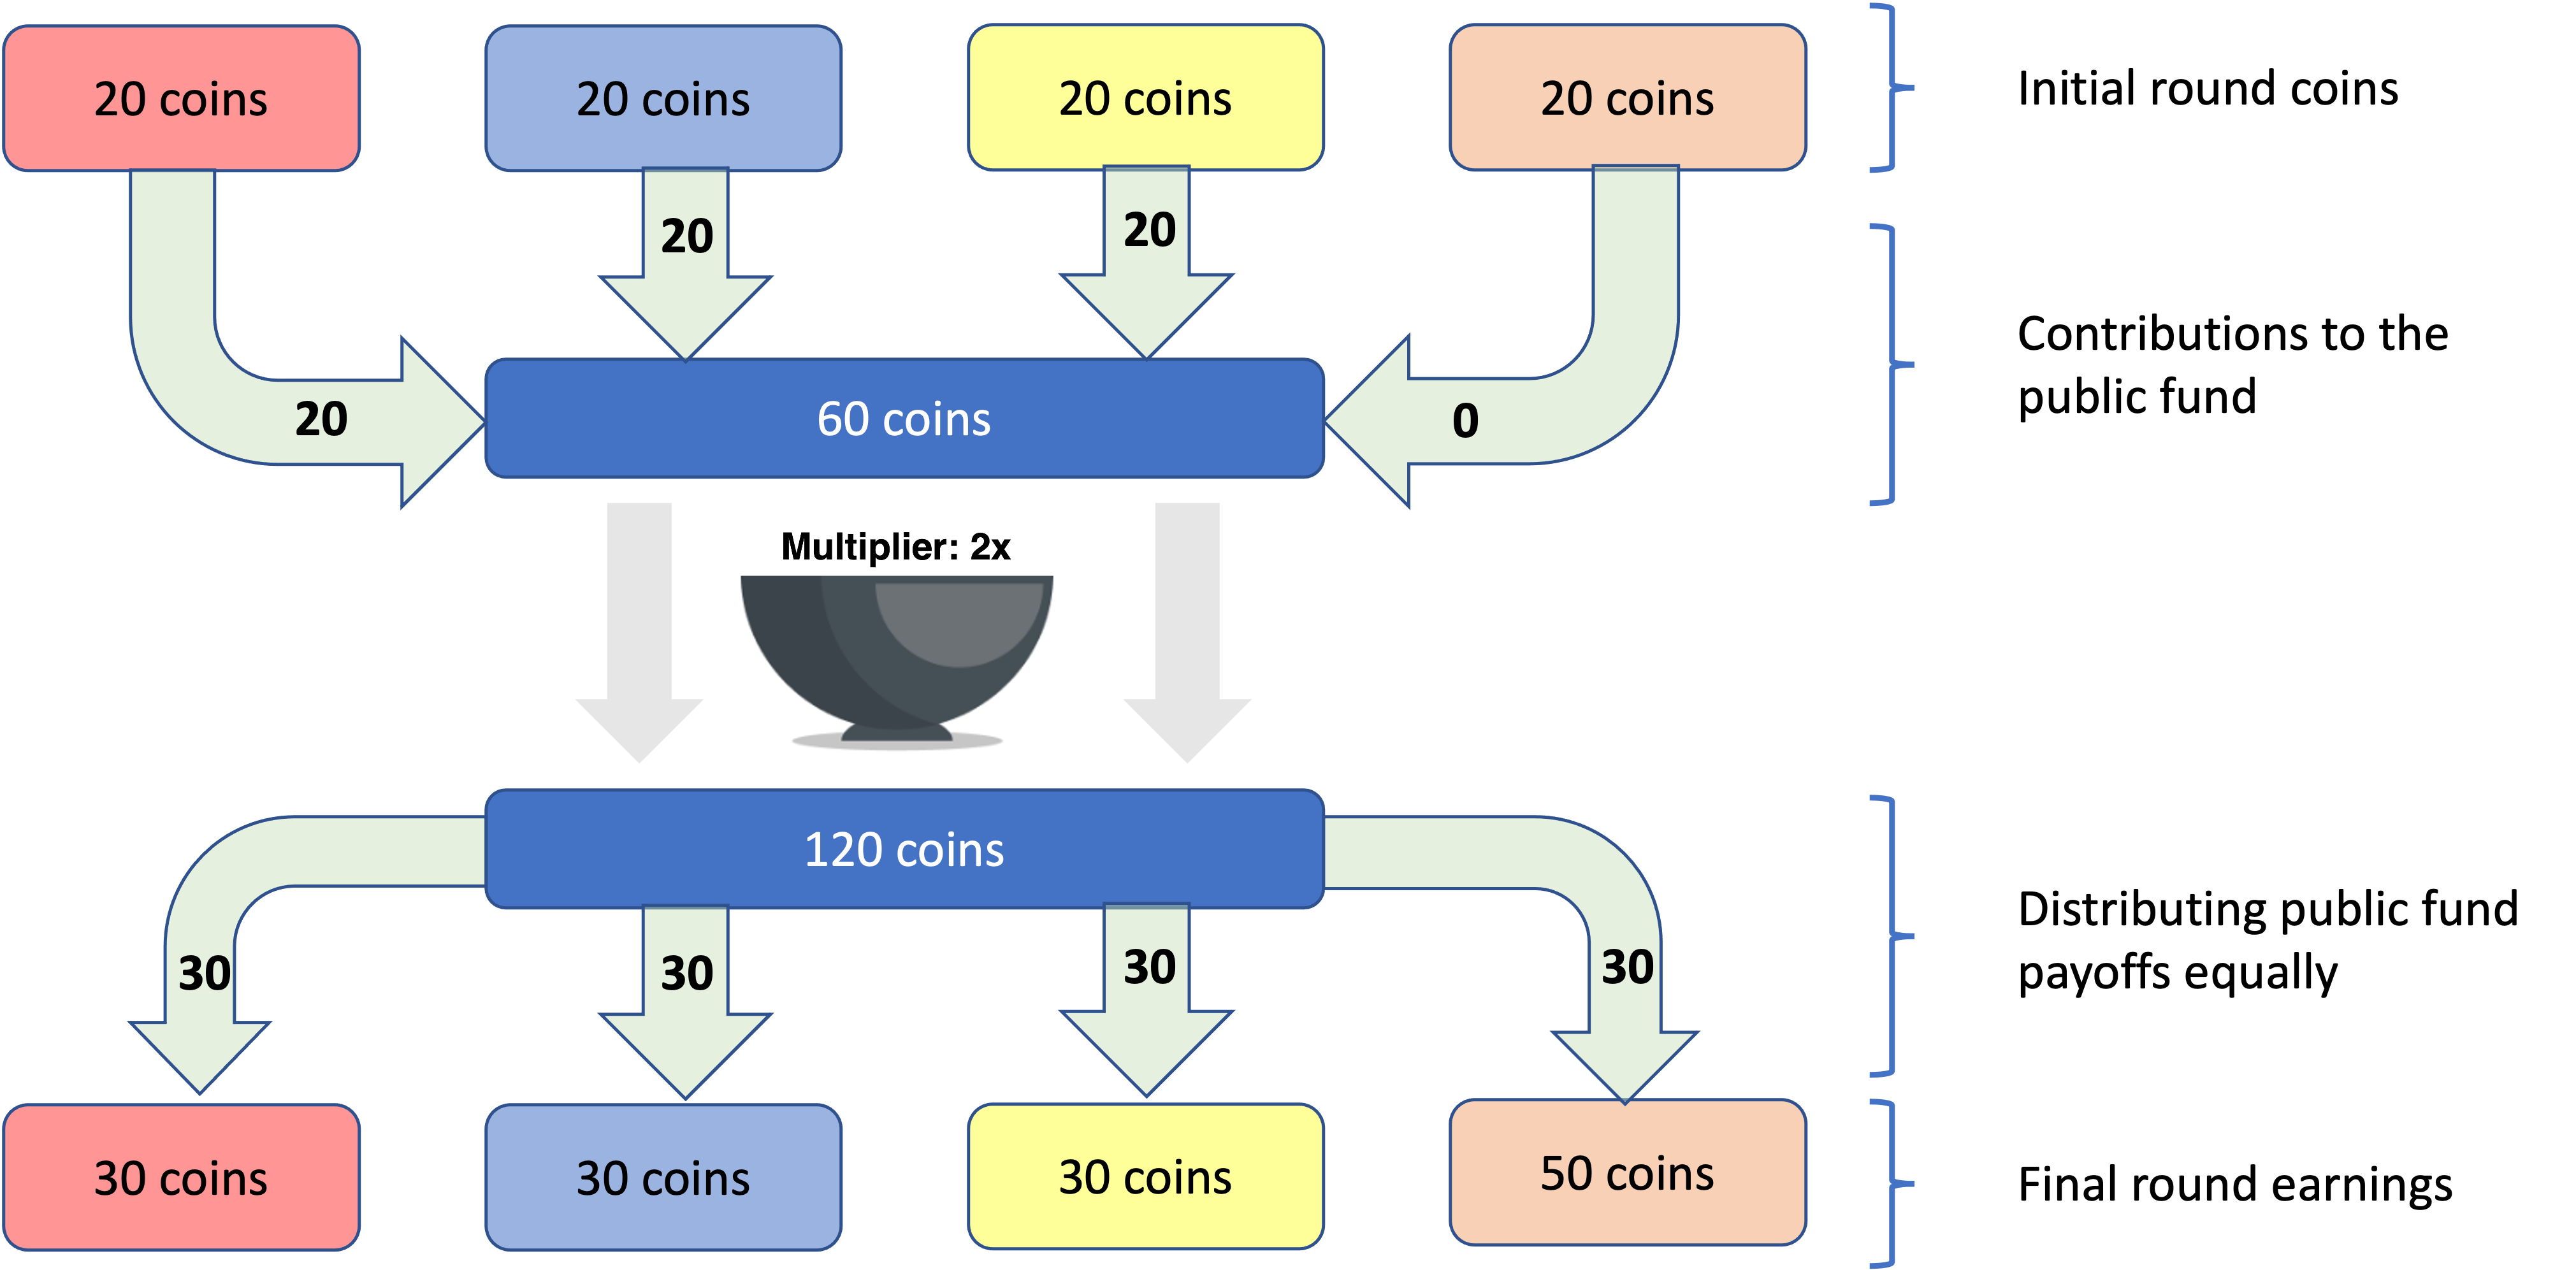 20 coins
20 coins
20 coins
20 coins
Initial round coins
20
20
20
0
60 coins
Contributions to the
public fund
Multiplier: 2x
120 coins
30
30
30
30
Distributing public fund
payoffs equally
30 coins
30 coins
30 coins
50 coins
Final round earnings